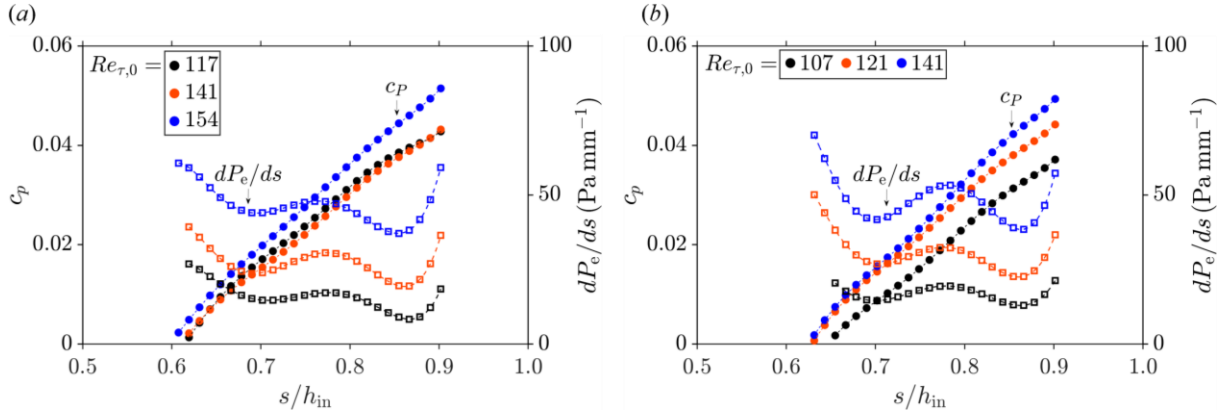 (a)
0.06
0.04
0.02
0
c_p
Re_{τ,0} =
117
141
154
c_P
dP_e/ds
100
50
0
dP_e/ds (Pa mm^{−1})
0.5 0.6 0.7 0.8 0.9 1.0
s/h_in
(b)
0.06
0.04
0.02
0
c_p
Re_{τ,0} = 107 121 141
c_P
dP_e/ds
100
50
0
dP_e/ds (Pa mm^{−1})
0.5 0.6 0.7 0.8 0.9 1.0
s/h_in